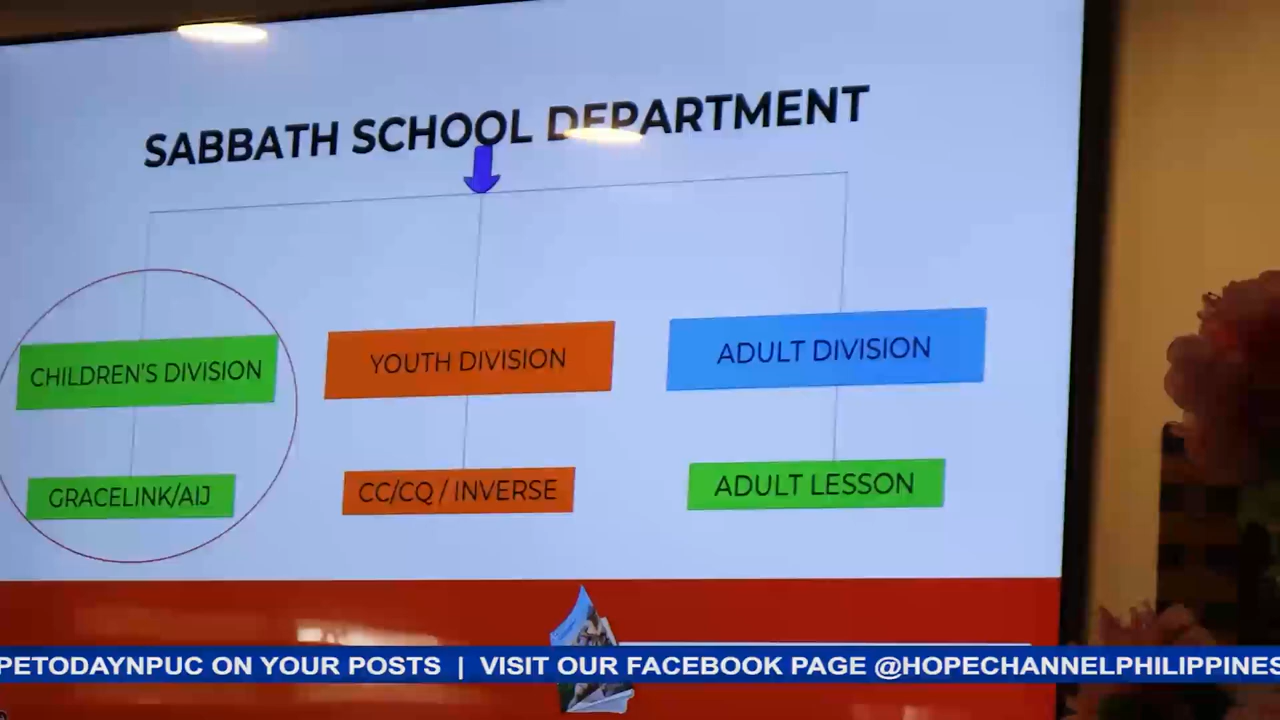 SABBATH SCHOOL DEPARTMENT
CHILDREN'S DIVISION
YOUTH DIVISION
ADULT DIVISION
GRACELINK/AIJ
CC/CQ / INVERSE
ADULT LESSON
PETODAYNPUC ON YOUR POSTS | VISIT OUR FACEBOOK PAGE @HOPECHANNELPHILIPPINES